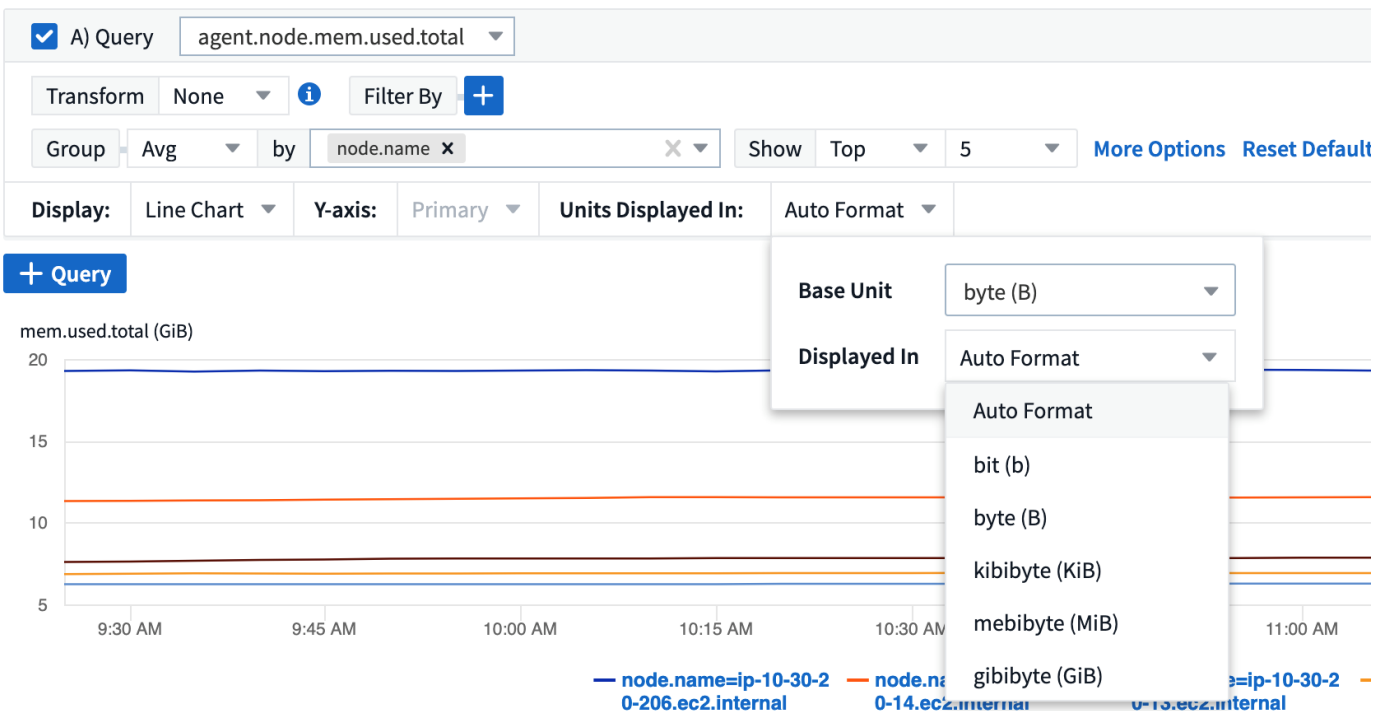 A) Query agent.node.mem.used.total
Transform None i Filter By +
Group Avg by node.name × × Show Top 5 More Options Reset Default
Display: Line Chart Y-axis: Primary Units Displayed In: Auto Format
+ Query
Base Unit byte (B)
Displayed In Auto Format
Auto Format
bit (b)
byte (B)
kibibyte (KiB)
mebibyte (MiB)
gibibyte (GiB)
mem.used.total (GiB)
20
15
10
5
9:30 AM 9:45 AM 10:00 AM 10:15 AM 10:30 AM 11:00 AM
node.name=ip-10-30-2
0-206.ec2.internal
node.na
0-14.ec2.internal
e=ip-10-30-2
0-13.ec2.internal